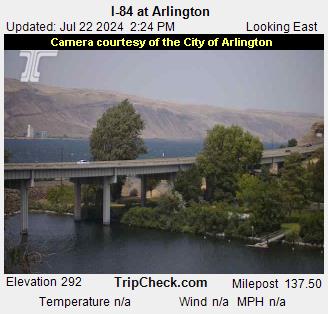 I-84 at Arlington
Updated: Jul 22 2024 2:24 PM Looking East
Camera courtesy of the City of Arlington
Elevation 292 TripCheck.com Milepost 137.50
Temperature n/a Wind n/a MPH n/a